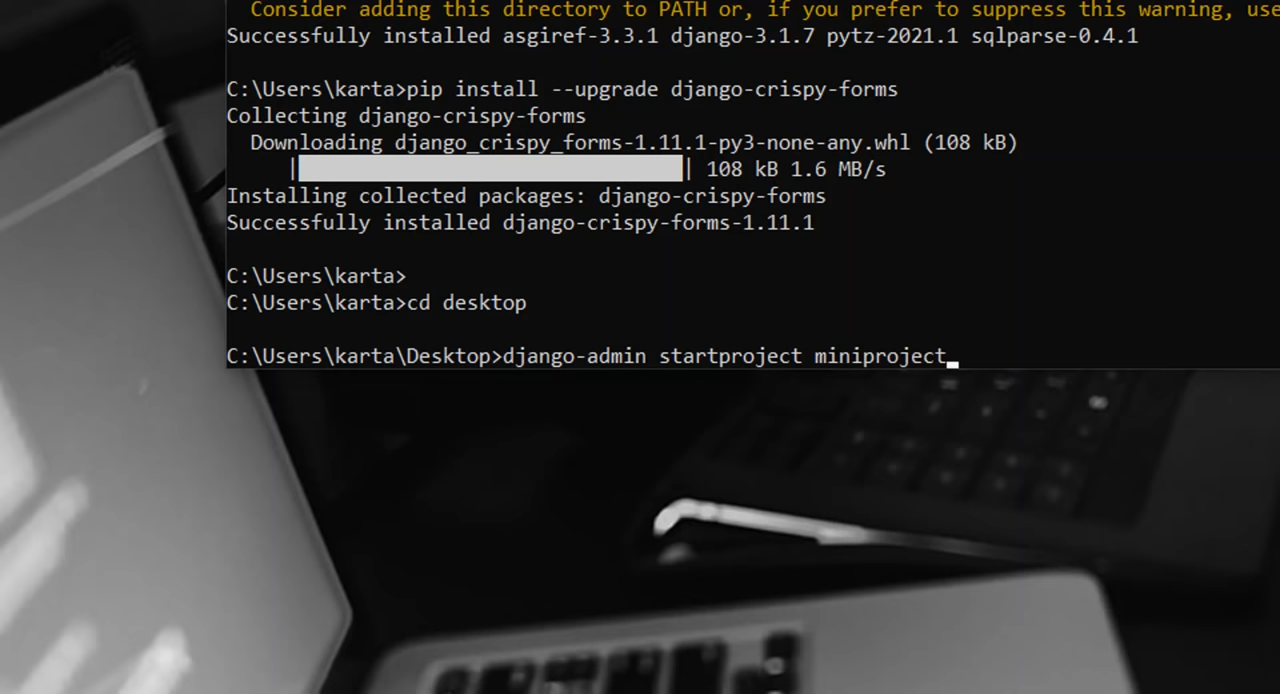 Consider adding this directory to PATH or, if you prefer to suppress this warning, use
Successfully installed asgiref-3.3.1 django-3.1.7 pytz-2021.1 sqlparse-0.4.1
C:\Users\karta>pip install --upgrade django-crispy-forms
Collecting django-crispy-forms
Downloading django_crispy_forms-1.11.1-py3-none-any.whl (108 kB)
|████████████████████████████████| 108 kB 1.6 MB/s
Installing collected packages: django-crispy-forms
Successfully installed django-crispy-forms-1.11.1
C:\Users\karta>
C:\Users\karta>cd desktop
C:\Users\karta\Desktop>django-admin startproject miniproject